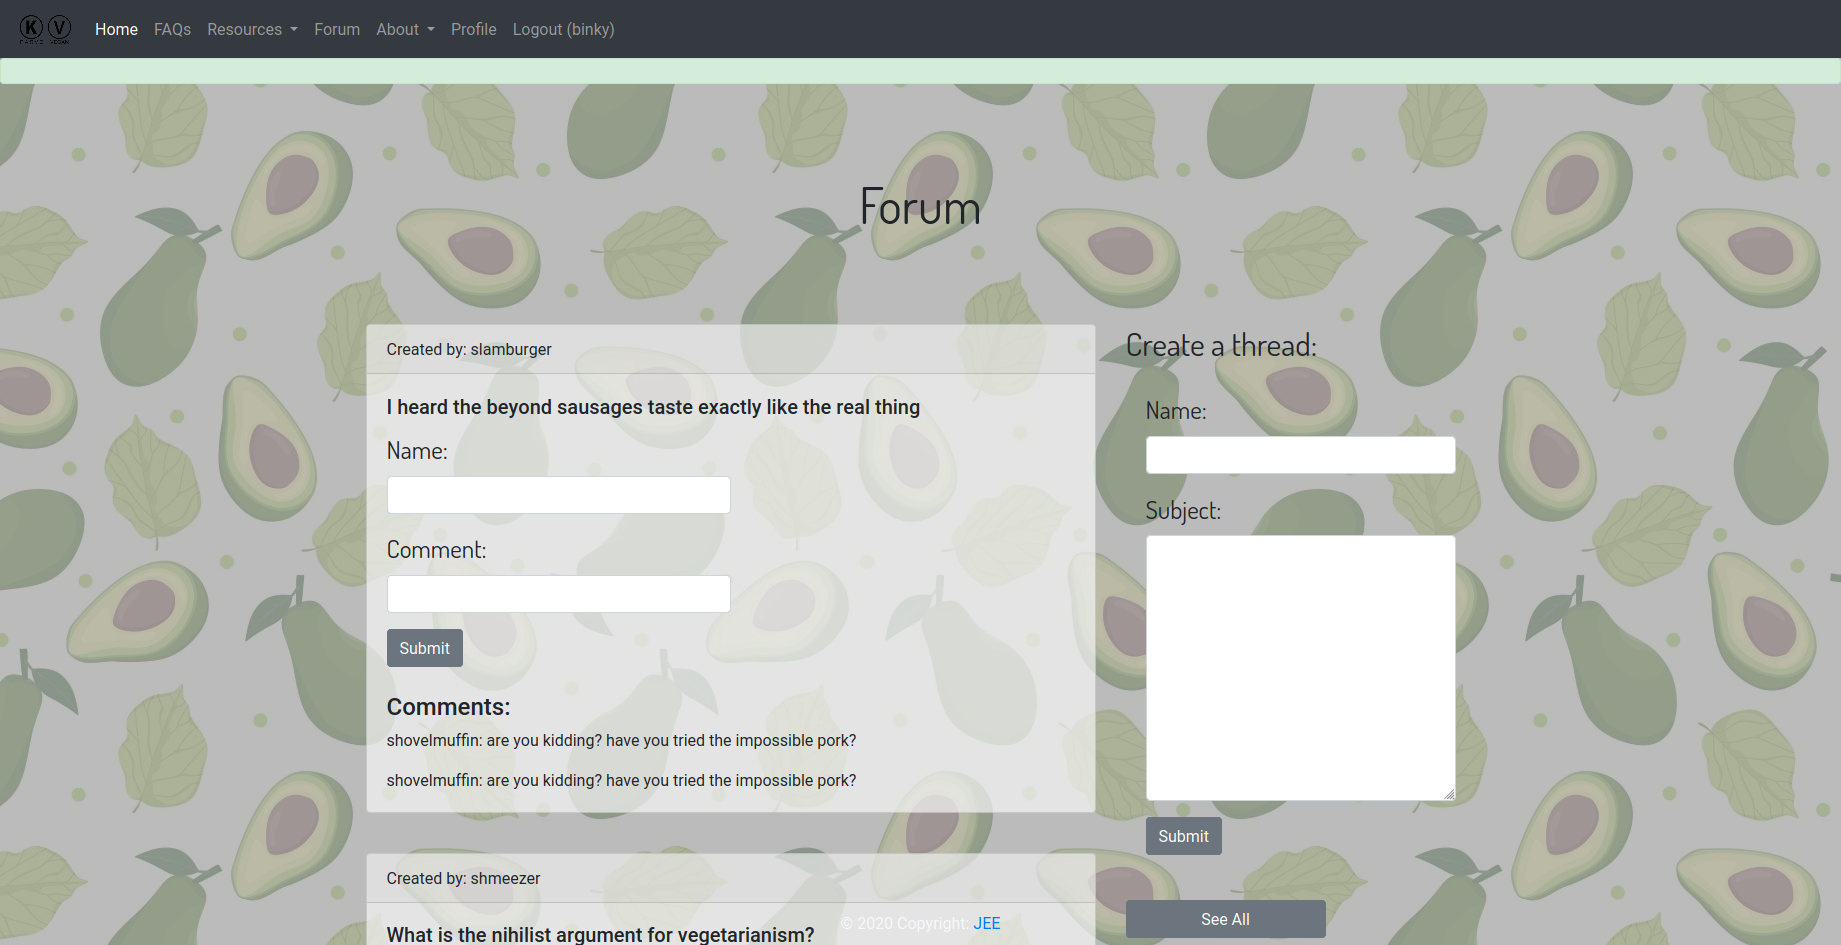 K V
Home FAQs Resources Forum About Profile Logout (binky)
Forum
Created by: slamburger
I heard the beyond sausages taste exactly like the real thing
Name:
Comment:
Submit
Comments:
shovelmuffin: are you kidding? have you tried the impossible pork?
shovelmuffin: are you kidding? have you tried the impossible pork?
Create a thread:
Name:
Subject:
Submit
See All
Created by: shmeezer
What is the nihilist argument for vegetarianism?
© 2020 Copyright: JEE